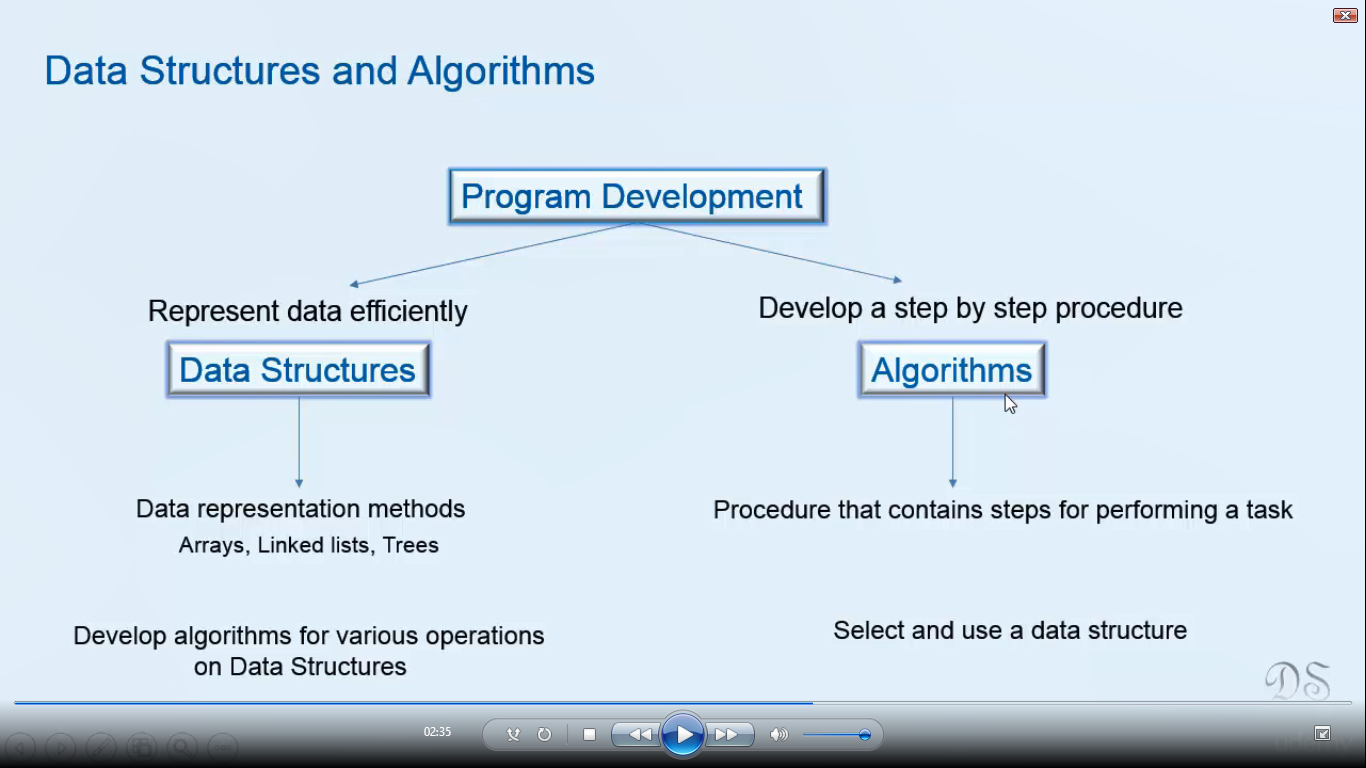 Data Structures and Algorithms
Program Development
Represent data efficiently
Develop a step by step procedure
Data Structures
Algorithms
Data representation methods
Arrays, Linked lists, Trees
Procedure that contains steps for performing a task
Develop algorithms for various operations
on Data Structures
Select and use a data structure
DS
02:35